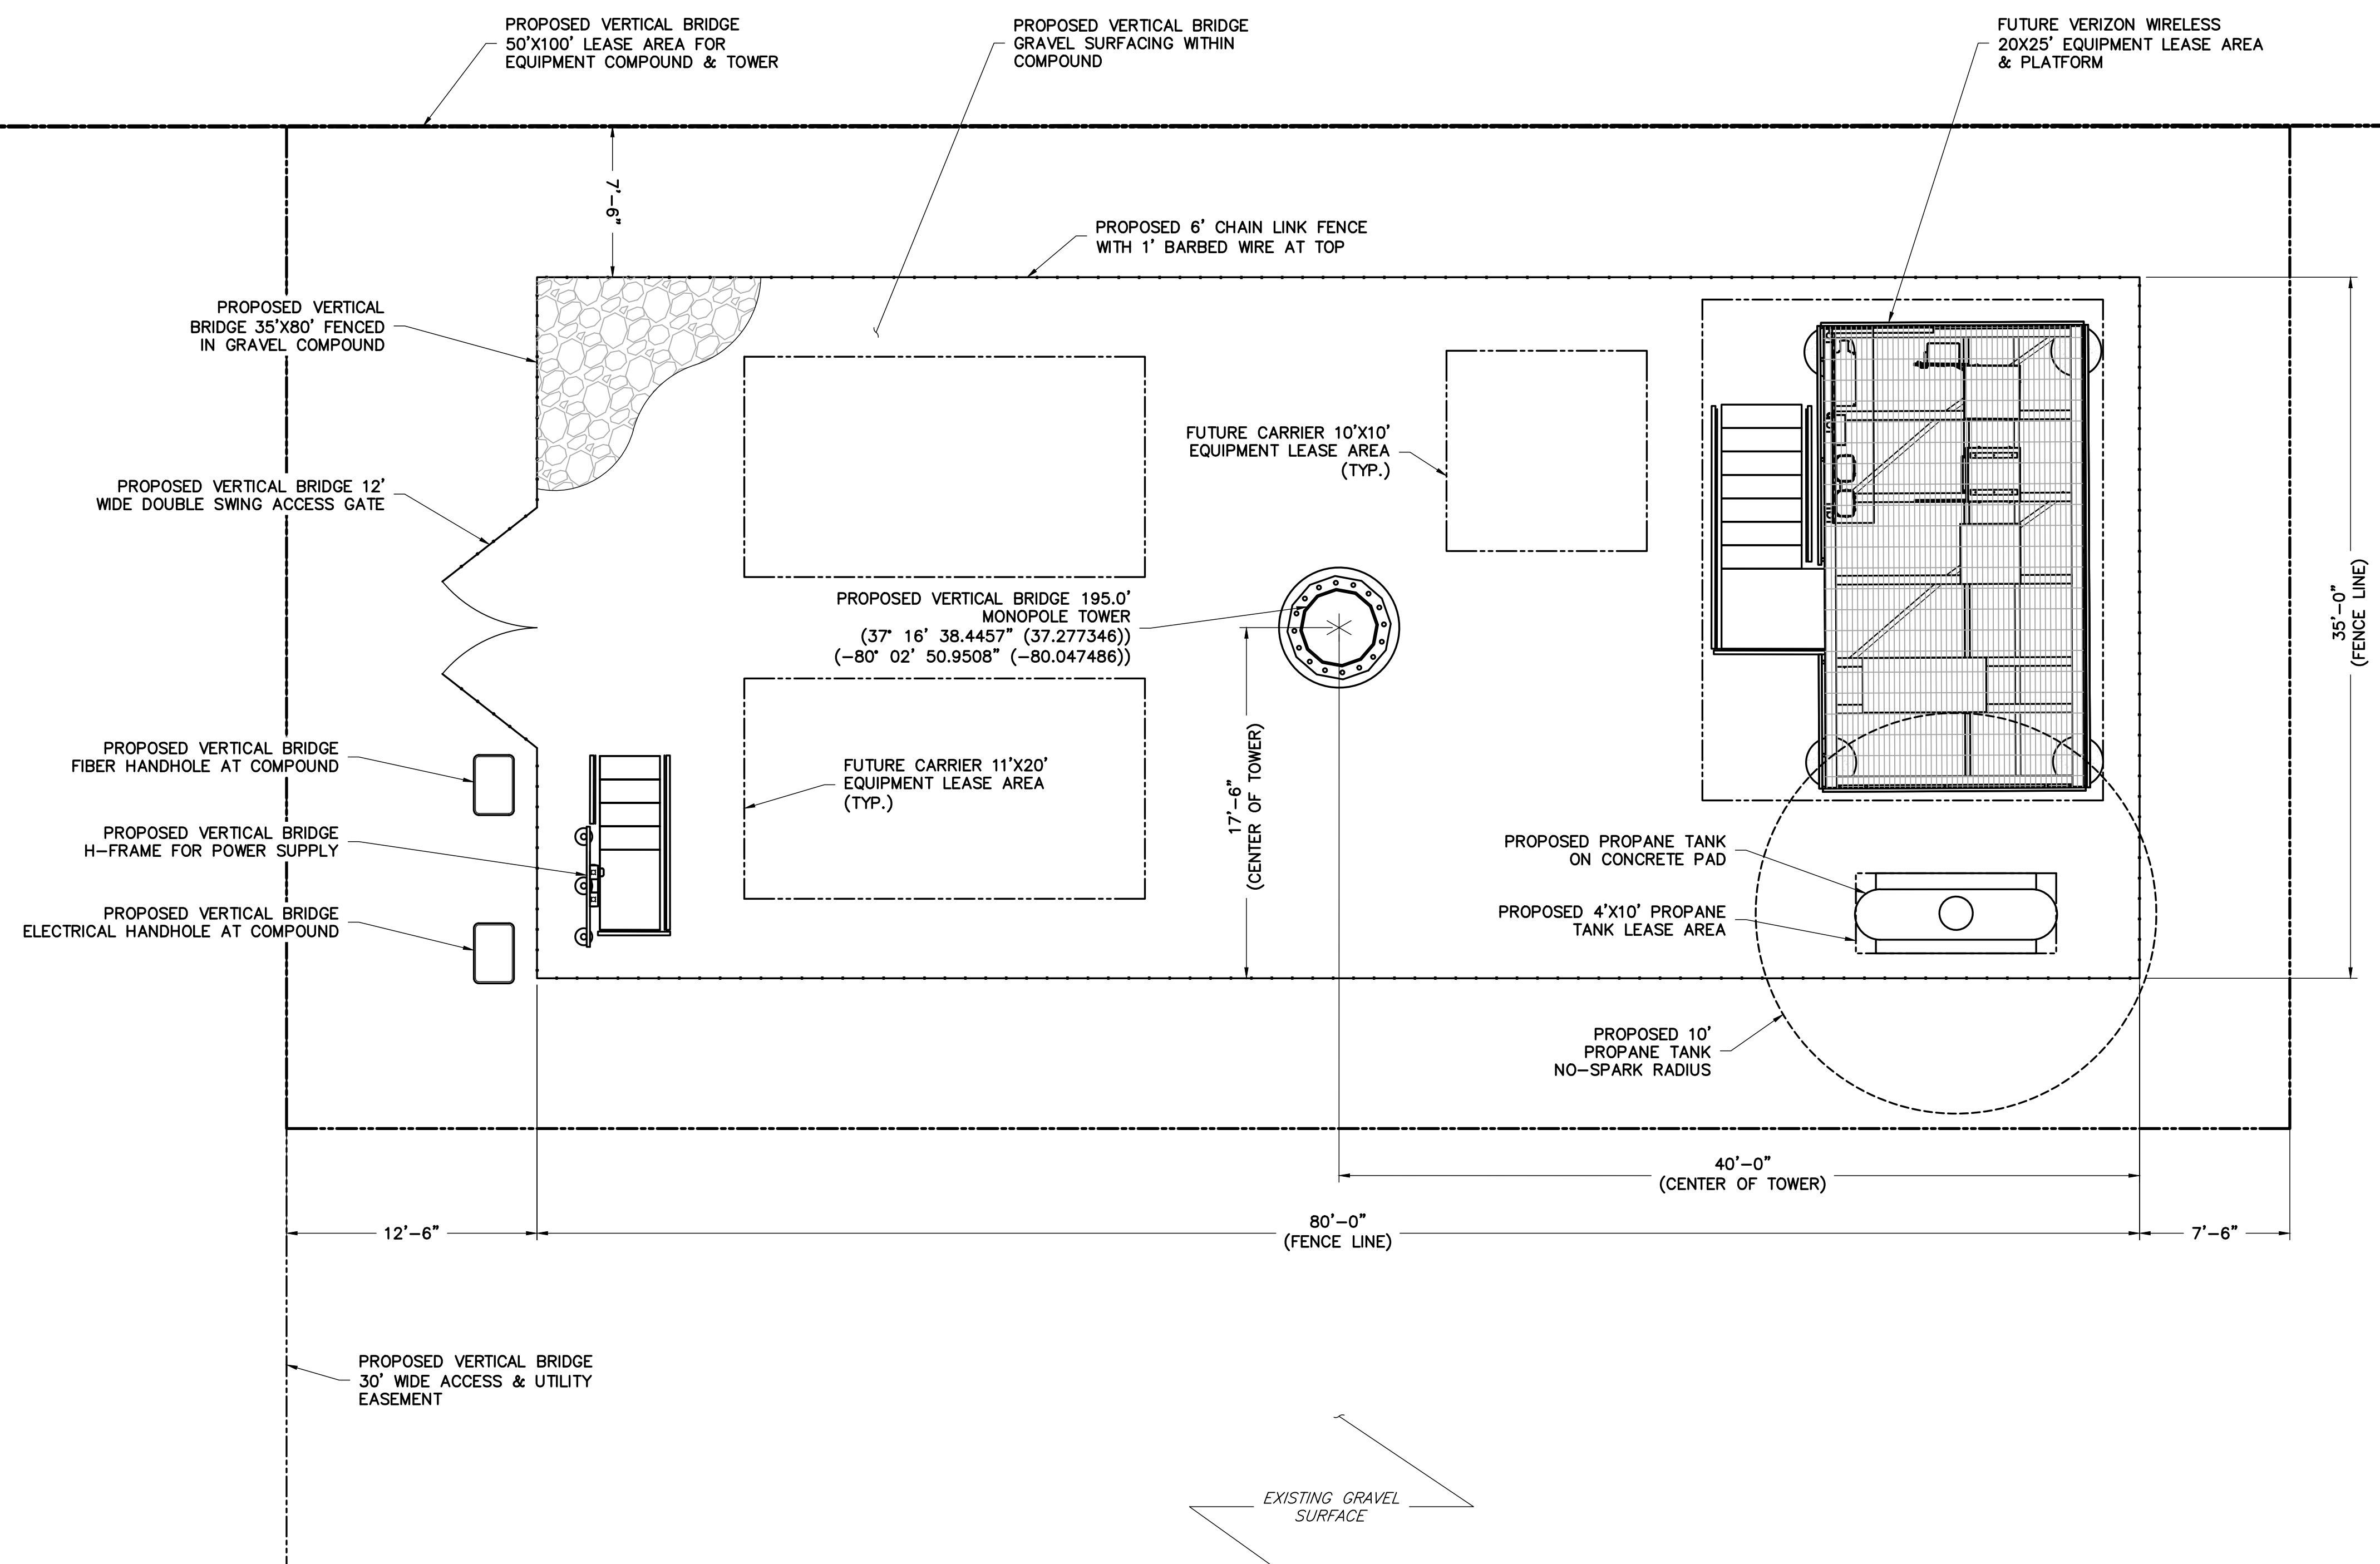 PROPOSED VERTICAL BRIDGE
50'X100' LEASE AREA FOR
EQUIPMENT COMPOUND & TOWER
PROPOSED VERTICAL BRIDGE
GRAVEL SURFACING WITHIN
COMPOUND
FUTURE VERIZON WIRELESS
20X25' EQUIPMENT LEASE AREA
& PLATFORM
7'-6"
PROPOSED 6' CHAIN LINK FENCE
WITH 1' BARBED WIRE AT TOP
PROPOSED VERTICAL
BRIDGE 35'X80' FENCED
IN GRAVEL COMPOUND
FUTURE CARRIER 10'X10'
EQUIPMENT LEASE AREA
(TYP.)
PROPOSED VERTICAL BRIDGE 12'
WIDE DOUBLE SWING ACCESS GATE
PROPOSED VERTICAL BRIDGE 195.0'
MONOPOLE TOWER
(37° 16' 38.4457" (37.277346))
(-80° 02' 50.9508" (-80.047486))
35'-0"
(FENCE LINE)
PROPOSED VERTICAL BRIDGE
FIBER HANDHOLE AT COMPOUND
FUTURE CARRIER 11'X20'
EQUIPMENT LEASE AREA
(TYP.)
17'-6"
(CENTER OF TOWER)
PROPOSED VERTICAL BRIDGE
H-FRAME FOR POWER SUPPLY
PROPOSED PROPANE TANK
ON CONCRETE PAD
PROPOSED VERTICAL BRIDGE
ELECTRICAL HANDHOLE AT COMPOUND
PROPOSED 4'X10' PROPANE
TANK LEASE AREA
PROPOSED 10'
PROPANE TANK
NO-SPARK RADIUS
40'-0"
(CENTER OF TOWER)
12'-6"
80'-0"
(FENCE LINE)
7'-6"
PROPOSED VERTICAL BRIDGE
30' WIDE ACCESS & UTILITY
EASEMENT
EXISTING GRAVEL
SURFACE